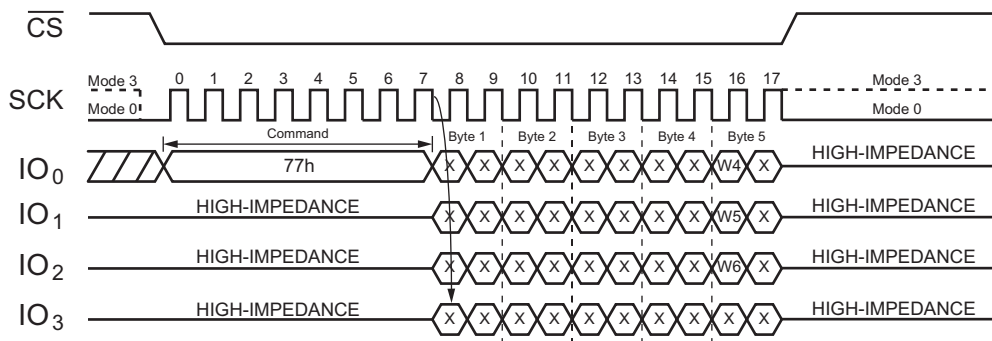 CS
Mode 3 0 1 2 3 4 5 6 7 8 9 10 11 12 13 14 15 16 17 Mode 3
SCK
Mode 0 Mode 0
Command Byte 1 Byte 2 Byte 3 Byte 4 Byte 5
IO0 77h X X X X X X X X W4 X HIGH-IMPEDANCE
IO1 HIGH-IMPEDANCE X X X X X X X X W5 X HIGH-IMPEDANCE
IO2 HIGH-IMPEDANCE X X X X X X X X W6 X HIGH-IMPEDANCE
IO3 HIGH-IMPEDANCE X X X X X X X X X X HIGH-IMPEDANCE